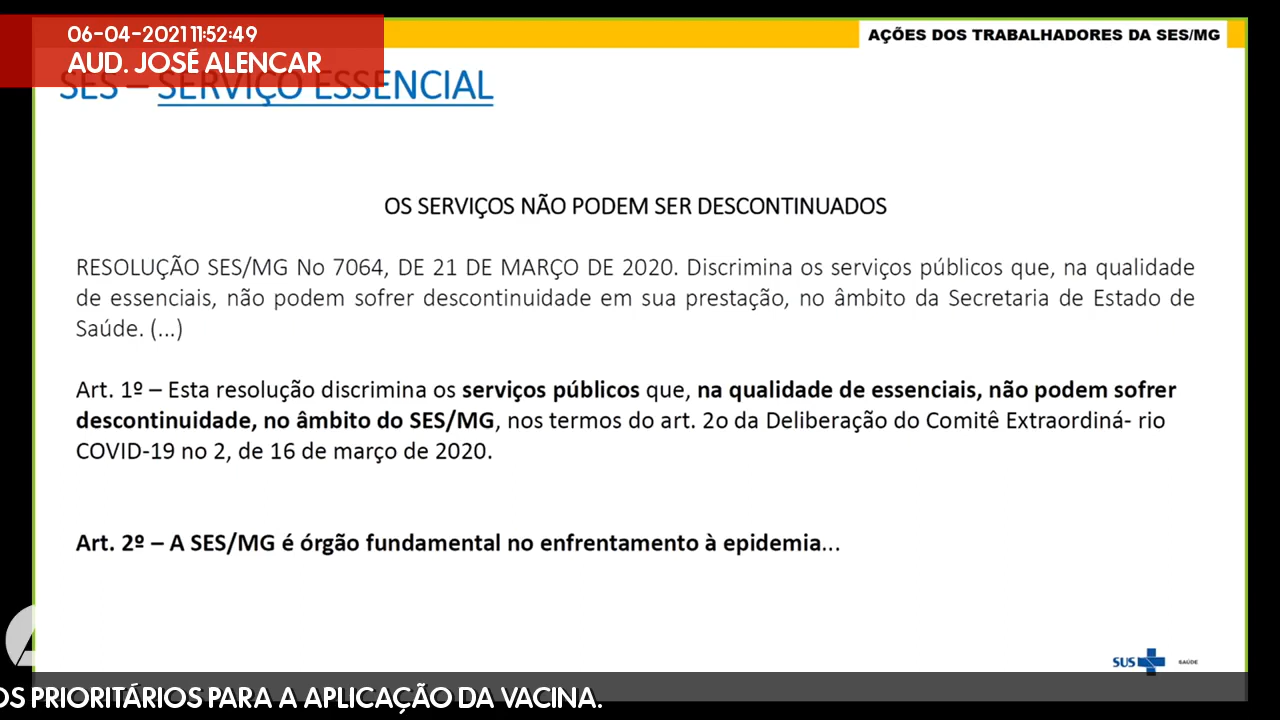 06-04-2021 11:52:49
AUD. JOSÉ ALENCAR
AÇÕES DOS TRABALHADORES DA SES/MG
SES – SERVIÇO ESSENCIAL
OS SERVIÇOS NÃO PODEM SER DESCONTINUADOS
RESOLUÇÃO SES/MG No 7064, DE 21 DE MARÇO DE 2020. Discrimina os serviços públicos que, na qualidade
de essenciais, não podem sofrer descontinuidade em sua prestação, no âmbito da Secretaria de Estado de
Saúde. (...)
Art. 1º – Esta resolução discrimina os serviços públicos que, na qualidade de essenciais, não podem sofrer
descontinuidade, no âmbito do SES/MG, nos termos do art. 2o da Deliberação do Comitê Extraordiná- rio
COVID-19 no 2, de 16 de março de 2020.
Art. 2º – A SES/MG é órgão fundamental no enfrentamento à epidemia...
SUS SAÚDE
OS PRIORITÁRIOS PARA A APLICAÇÃO DA VACINA.